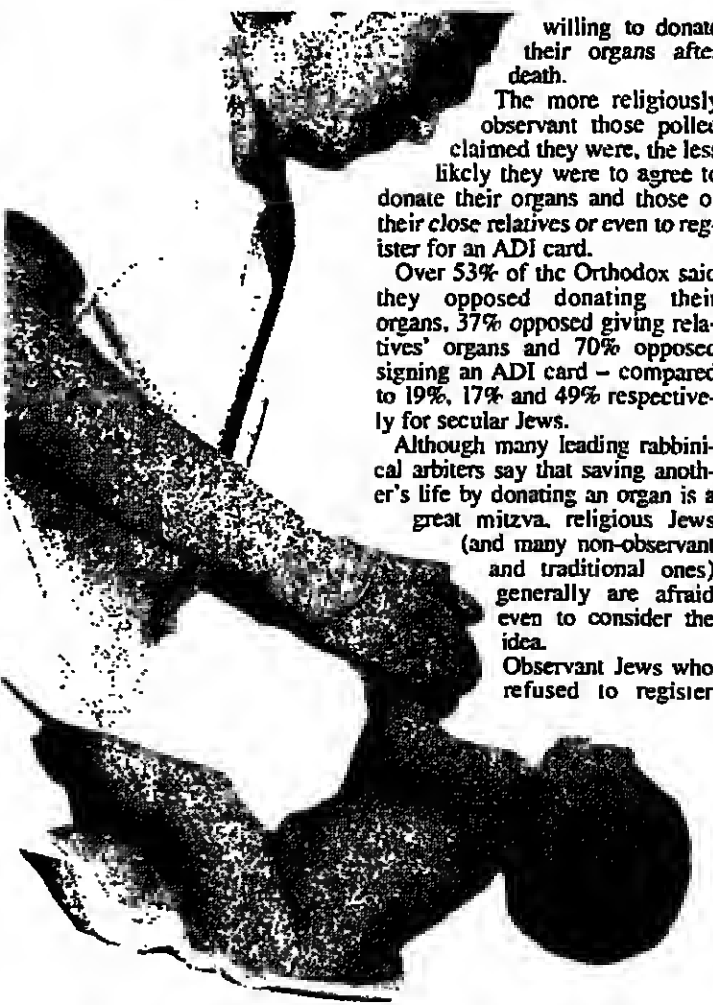 willing to donate
their organs after
death.
The more religiously
observant those polled
claimed they were, the less
likely they were to agree to
donate their organs and those of
their close relatives or even to reg-
ister for an ADI card.
Over 53% of the Orthodox said
they opposed donating their
organs, 37% opposed giving rela-
tives' organs and 70% opposed
signing an ADI card – compared
to 19%, 17% and 49% respective-
ly for secular Jews.
Although many leading rabbini-
cal arbiters say that saving anoth-
er's life by donating an organ is a
great mitzva, religious Jews
(and many non-observant
and traditional ones)
generally are afraid
even to consider the
idea.
Observant Jews who
refused to register